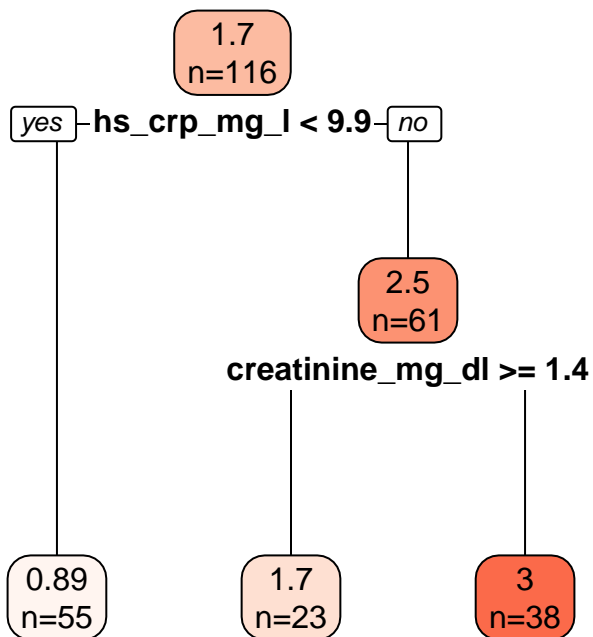 1.7
n=116
yes hs_crp_mg_l < 9.9 no
2.5
n=61
creatinine_mg_dl >= 1.4
0.89
n=55
1.7
n=23
3
n=38